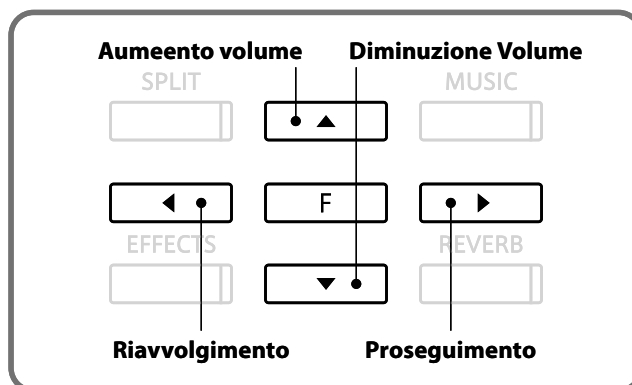 Aumeento volume Diminuzione Volume
SPLIT MUSIC
F
EFFECTS REVERB
Riavvolgimento Proseguimento